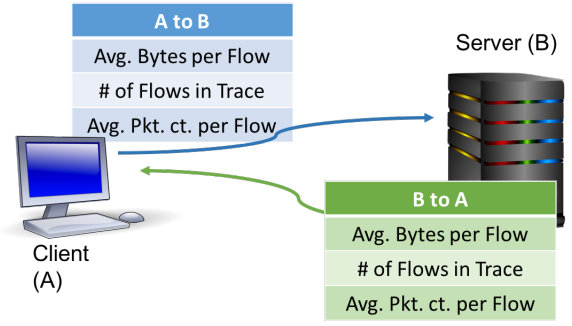 A to B
Avg. Bytes per Flow
# of Flows in Trace
Avg. Pkt. ct. per Flow
Server (B)
Client
(A)
B to A
Avg. Bytes per Flow
# of Flows in Trace
Avg. Pkt. ct. per Flow